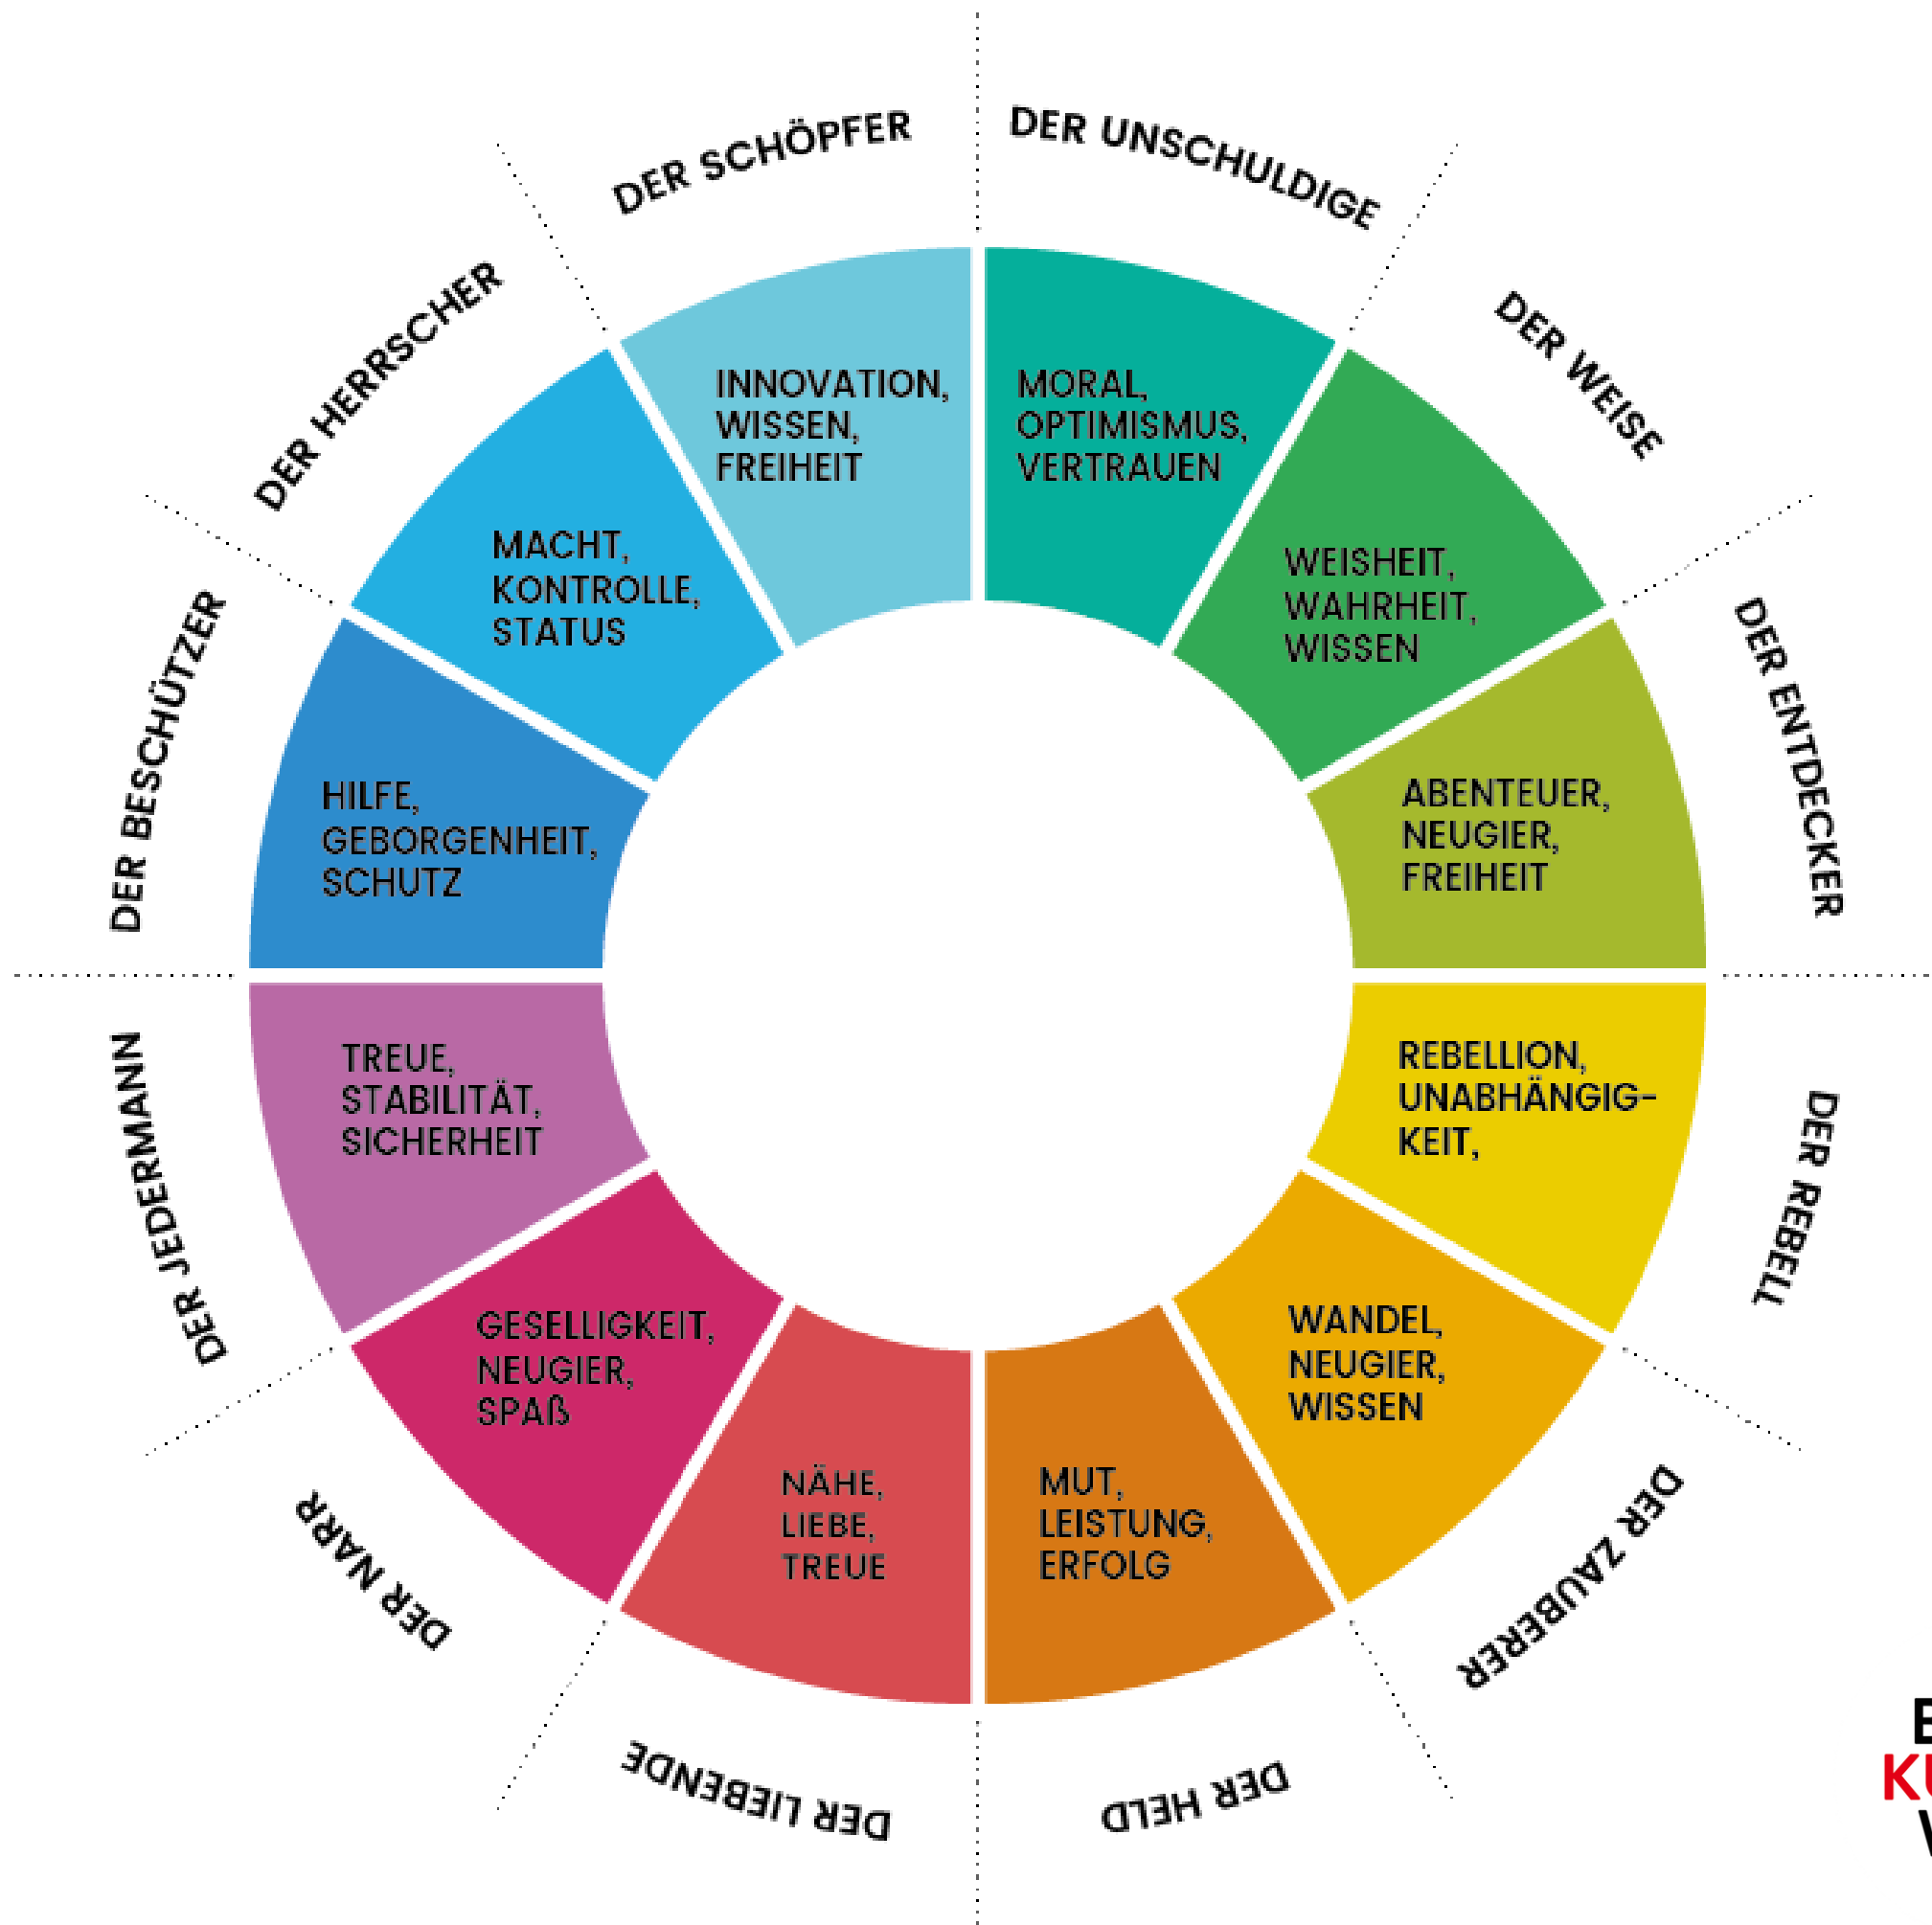 DER UNSCHULDIGE
MORAL,
OPTIMISMUS,
VERTRAUEN
DER WEISE
WEISHEIT,
WAHRHEIT,
WISSEN
DER ENTDECKER
ABENTEUER,
NEUGIER,
FREIHEIT
DER REBELL
REBELLION,
UNABHÄNGIG-
KEIT,
DER ZAUBERER
WANDEL,
NEUGIER,
WISSEN
DER HELD
MUT,
LEISTUNG,
ERFOLG
DER LIEBENDE
NÄHE,
LIEBE,
TREUE
DER NARR
GESELLIGKEIT,
NEUGIER,
SPAß
DER JEDERMANN
TREUE,
STABILITÄT,
SICHERHEIT
DER BESCHÜTZER
HILFE,
GEBORGENHEIT,
SCHUTZ
DER HERRSCHER
MACHT,
KONTROLLE,
STATUS
DER SCHÖPFER
INNOVATION,
WISSEN,
FREIHEIT